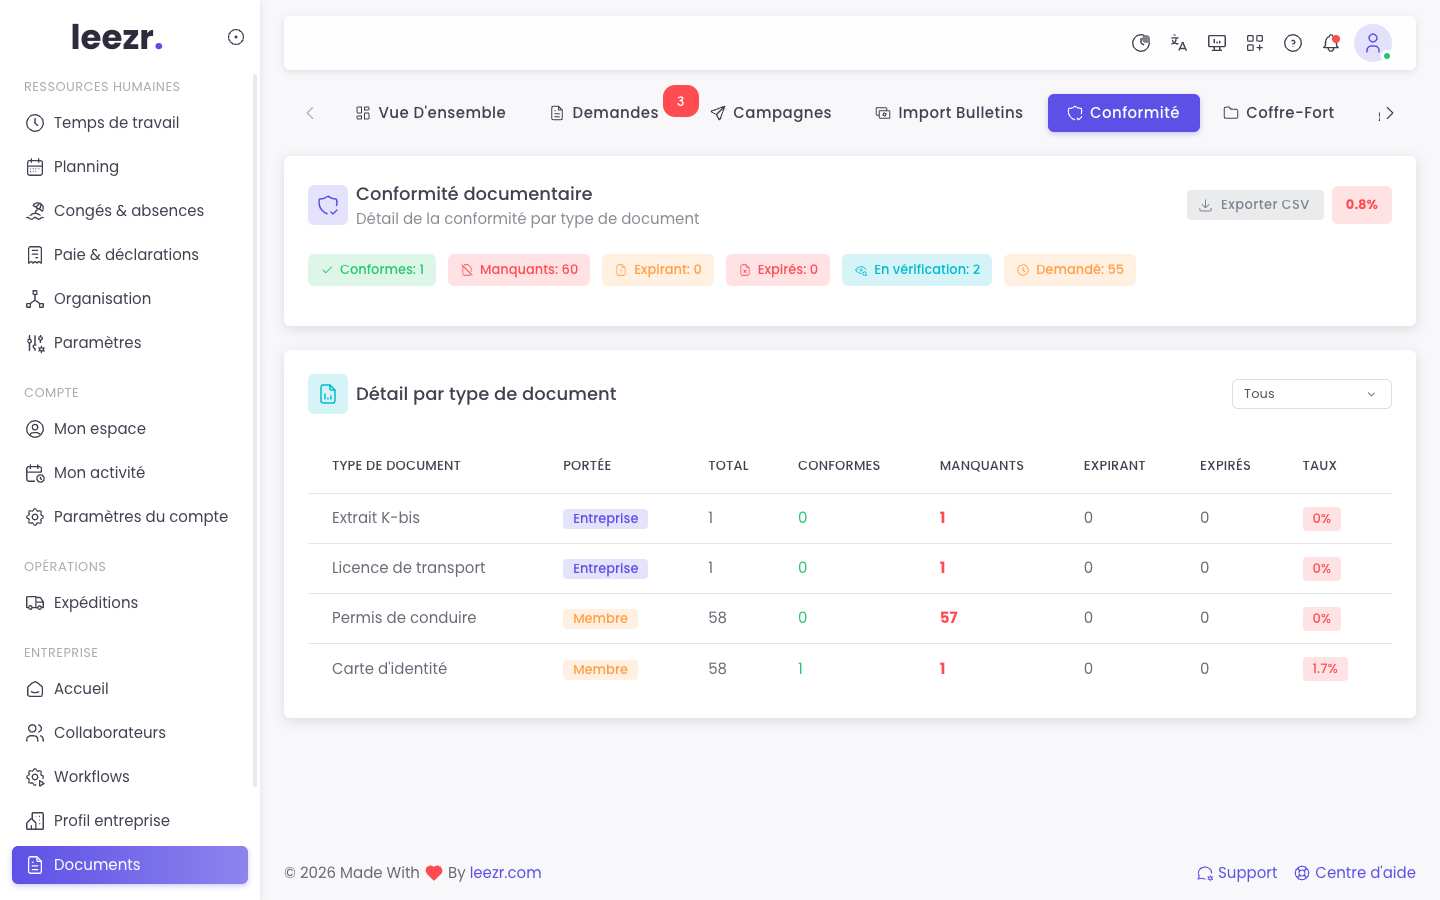 leezr.
RESSOURCES HUMAINES
Temps de travail
Planning
Congés & absences
Paie & déclarations
Organisation
Paramètres
COMPTE
Mon espace
Mon activité
Paramètres du compte
OPÉRATIONS
Expéditions
ENTREPRISE
Accueil
Collaborateurs
Workflows
Profil entreprise
Documents
Vue D'ensemble
Demandes 3
Campagnes
Import Bulletins
Conformité
Coffre-Fort
Conformité documentaire
Détail de la conformité par type de document
Exporter CSV
0.8%
Conformes: 1
Manquants: 60
Expirant: 0
Expirés: 0
En vérification: 2
Demandé: 55
Détail par type de document
Tous
TYPE DE DOCUMENT PORTÉE TOTAL CONFORMES MANQUANTS EXPIRANT EXPIRÉS TAUX
Extrait K-bis Entreprise 1 0 1 0 0 0%
Licence de transport Entreprise 1 0 1 0 0 0%
Permis de conduire Membre 58 0 57 0 0 0%
Carte d'identité Membre 58 1 1 0 0 1.7%
© 2026 Made With By leezr.com
Support
Centre d'aide